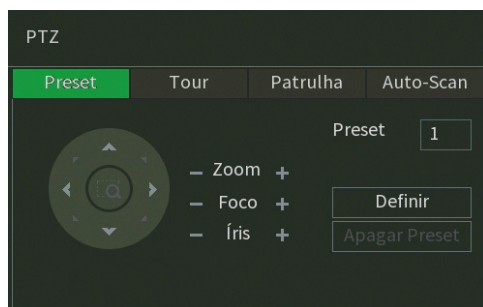 PTZ
Preset Tour Patrulha Auto-Scan
Preset 1
− Zoom +
− Foco +
− Íris +
Definir
Apagar Preset